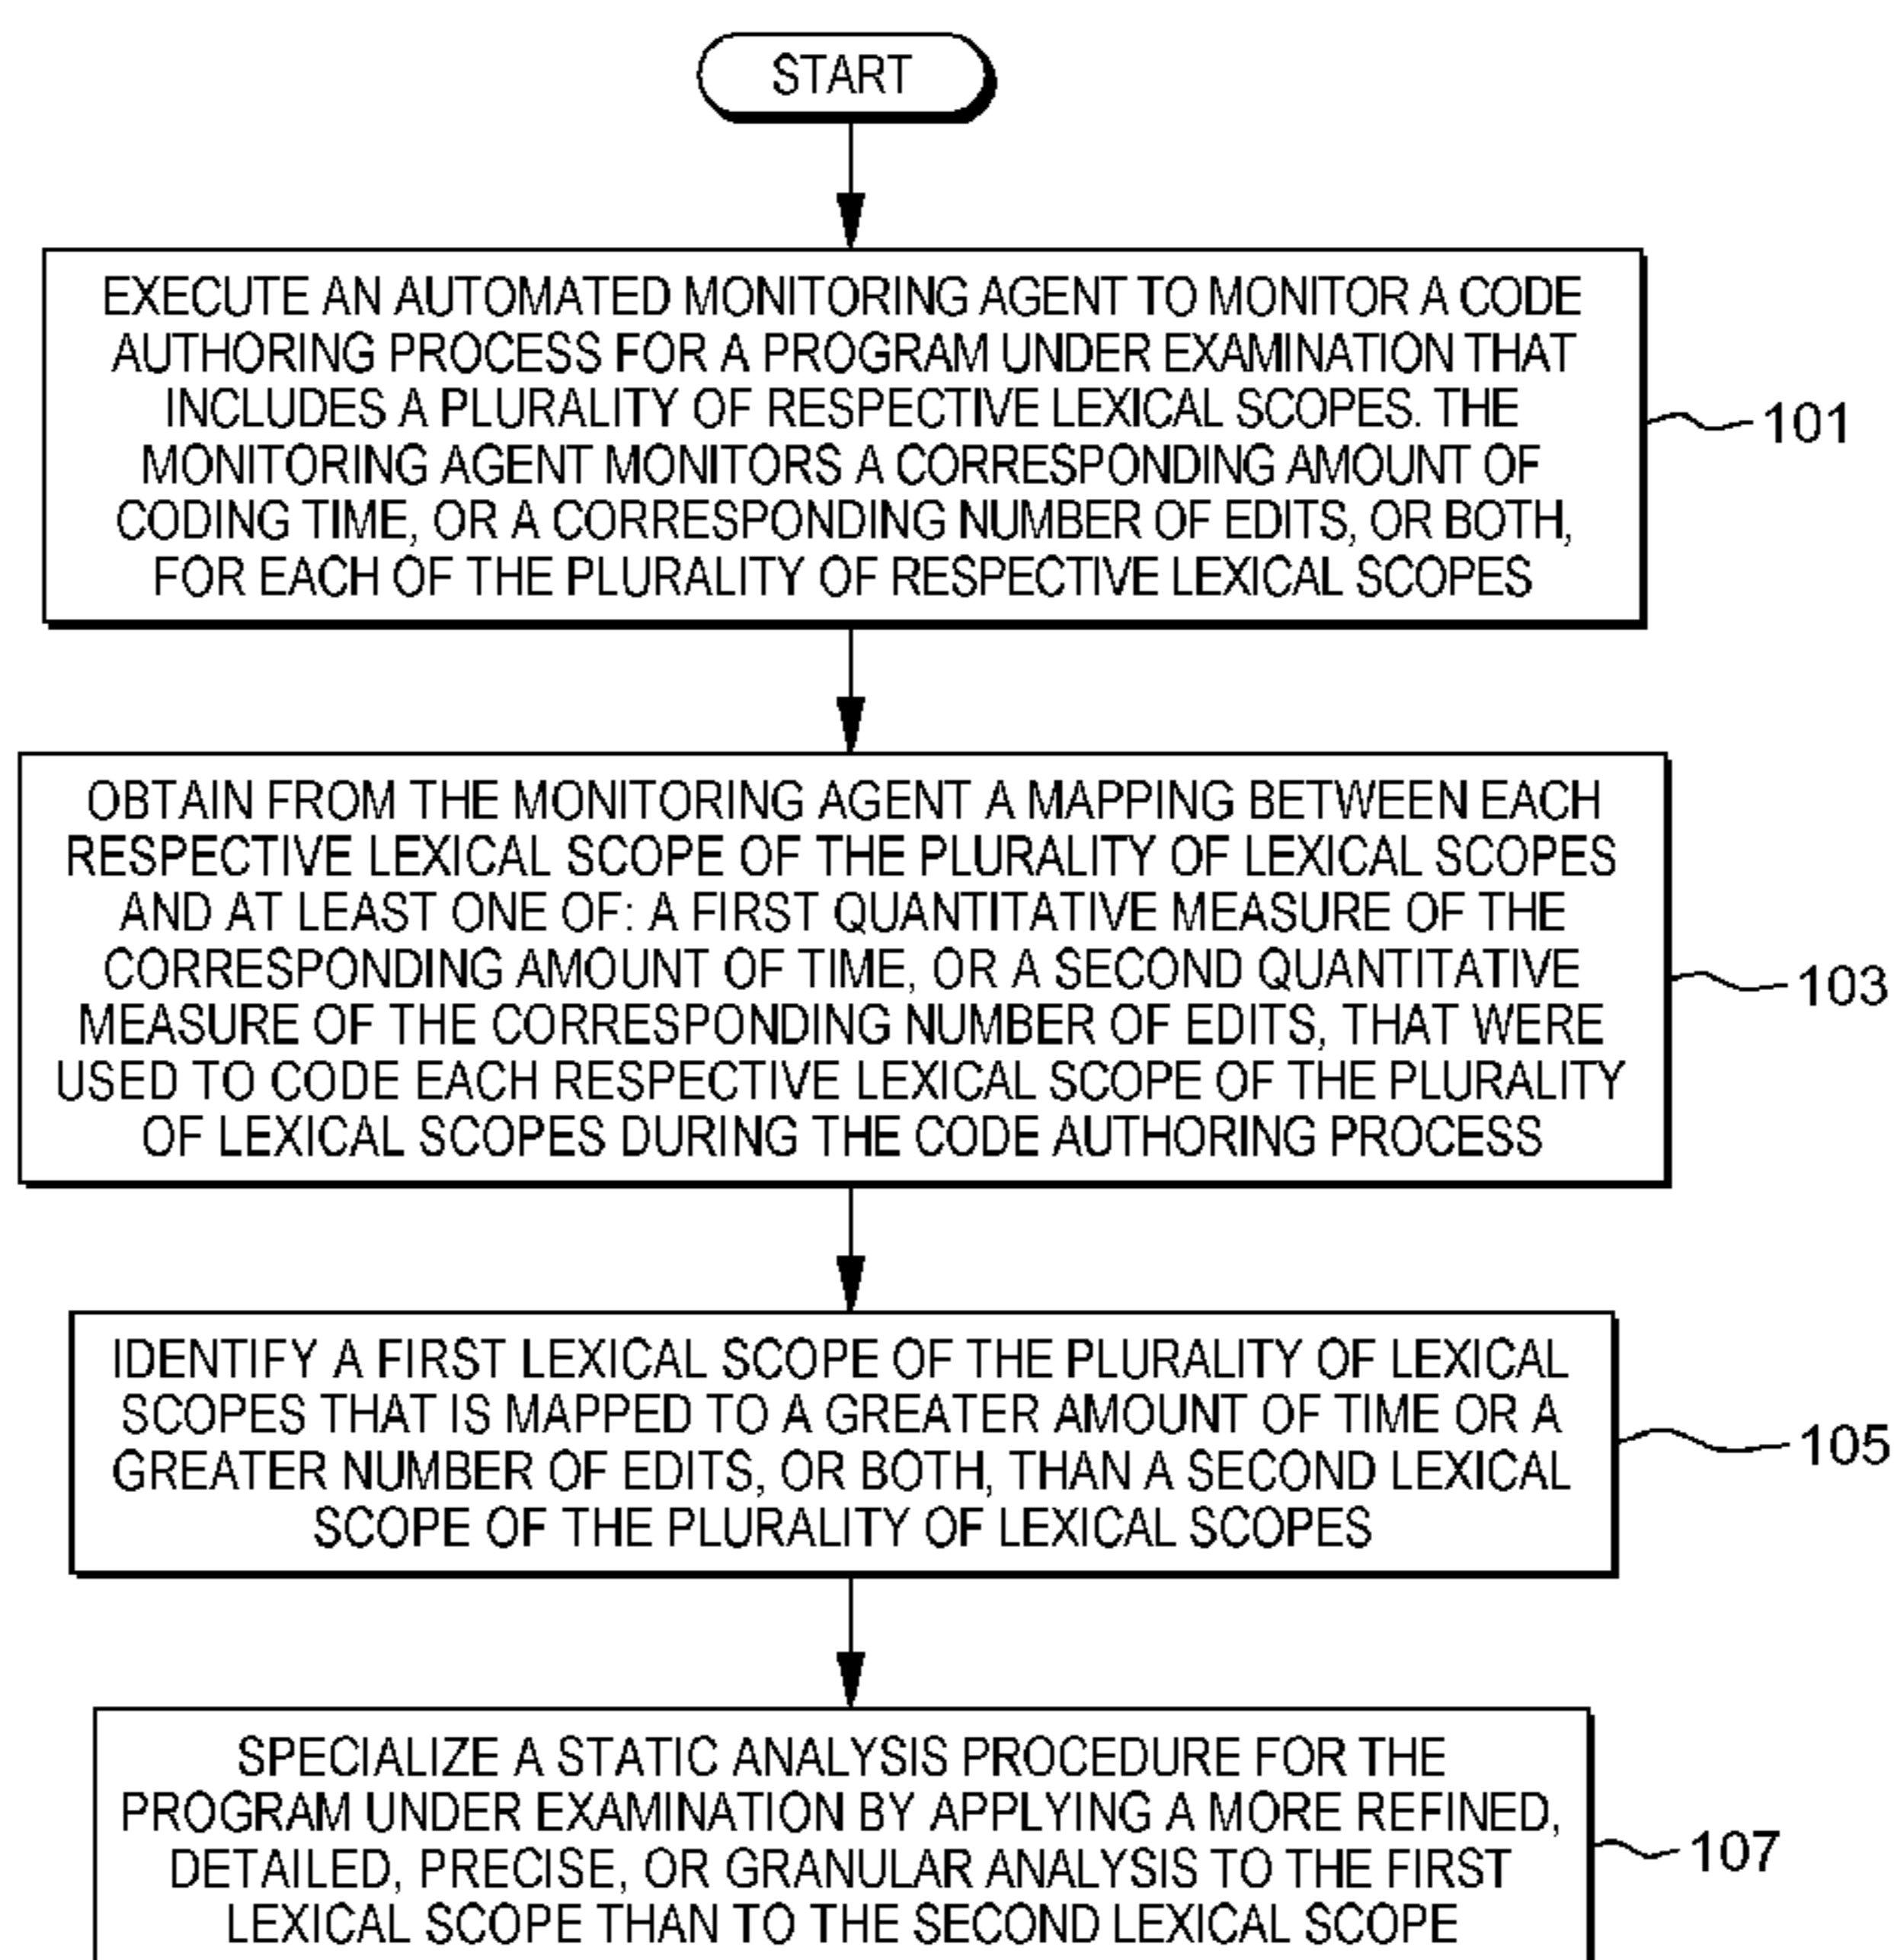 START
EXECUTE AN AUTOMATED MONITORING AGENT TO MONITOR A CODE
AUTHORING PROCESS FOR A PROGRAM UNDER EXAMINATION THAT
INCLUDES A PLURALITY OF RESPECTIVE LEXICAL SCOPES. THE
MONITORING AGENT MONITORS A CORRESPONDING AMOUNT OF
CODING TIME, OR A CORRESPONDING NUMBER OF EDITS, OR BOTH,
FOR EACH OF THE PLURALITY OF RESPECTIVE LEXICAL SCOPES
101
OBTAIN FROM THE MONITORING AGENT A MAPPING BETWEEN EACH
RESPECTIVE LEXICAL SCOPE OF THE PLURALITY OF LEXICAL SCOPES
AND AT LEAST ONE OF: A FIRST QUANTITATIVE MEASURE OF THE
CORRESPONDING AMOUNT OF TIME, OR A SECOND QUANTITATIVE
MEASURE OF THE CORRESPONDING NUMBER OF EDITS, THAT WERE
USED TO CODE EACH RESPECTIVE LEXICAL SCOPE OF THE PLURALITY
OF LEXICAL SCOPES DURING THE CODE AUTHORING PROCESS
103
IDENTIFY A FIRST LEXICAL SCOPE OF THE PLURALITY OF LEXICAL
SCOPES THAT IS MAPPED TO A GREATER AMOUNT OF TIME OR A
GREATER NUMBER OF EDITS, OR BOTH, THAN A SECOND LEXICAL
SCOPE OF THE PLURALITY OF LEXICAL SCOPES
105
SPECIALIZE A STATIC ANALYSIS PROCEDURE FOR THE
PROGRAM UNDER EXAMINATION BY APPLYING A MORE REFINED,
DETAILED, PRECISE, OR GRANULAR ANALYSIS TO THE FIRST
LEXICAL SCOPE THAN TO THE SECOND LEXICAL SCOPE
107